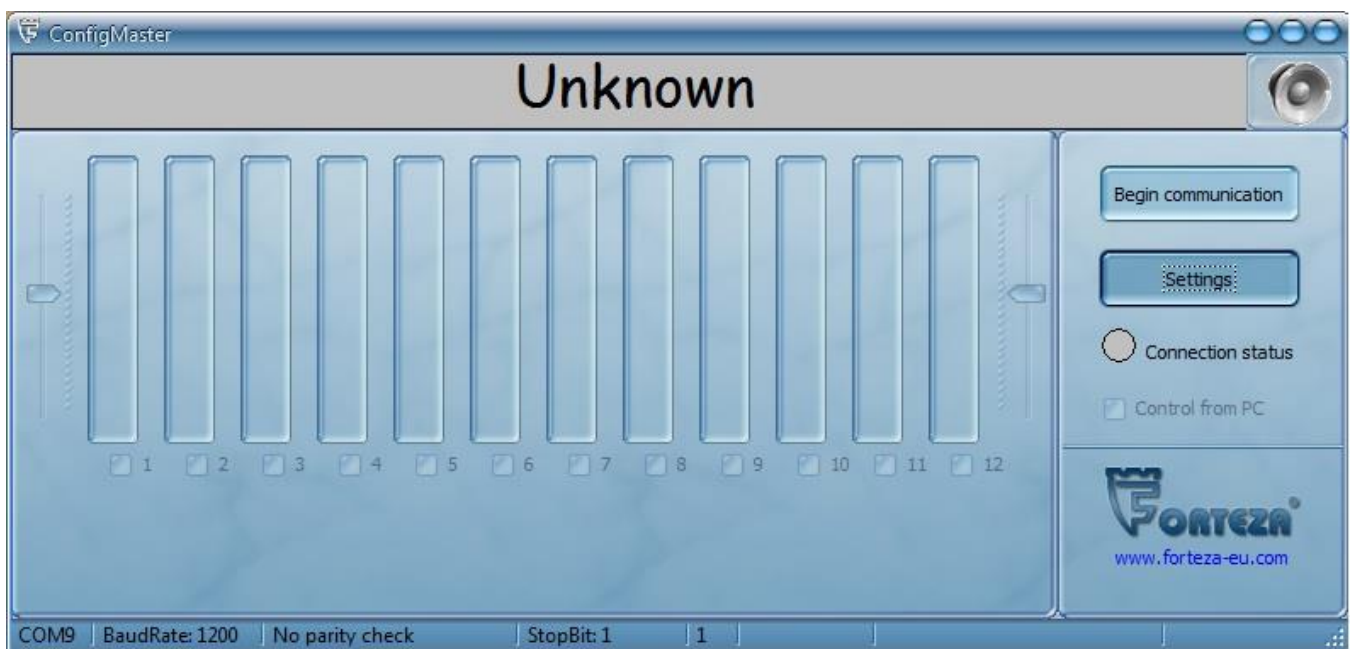 ConfigMaster
Unknown
Begin communication
Settings
Connection status
Control from PC
1 2 3 4 5 6 7 8 9 10 11 12
FORTEZA®
www.forteza-eu.com
COM9 BaudRate: 1200 No parity check StopBit: 1 1